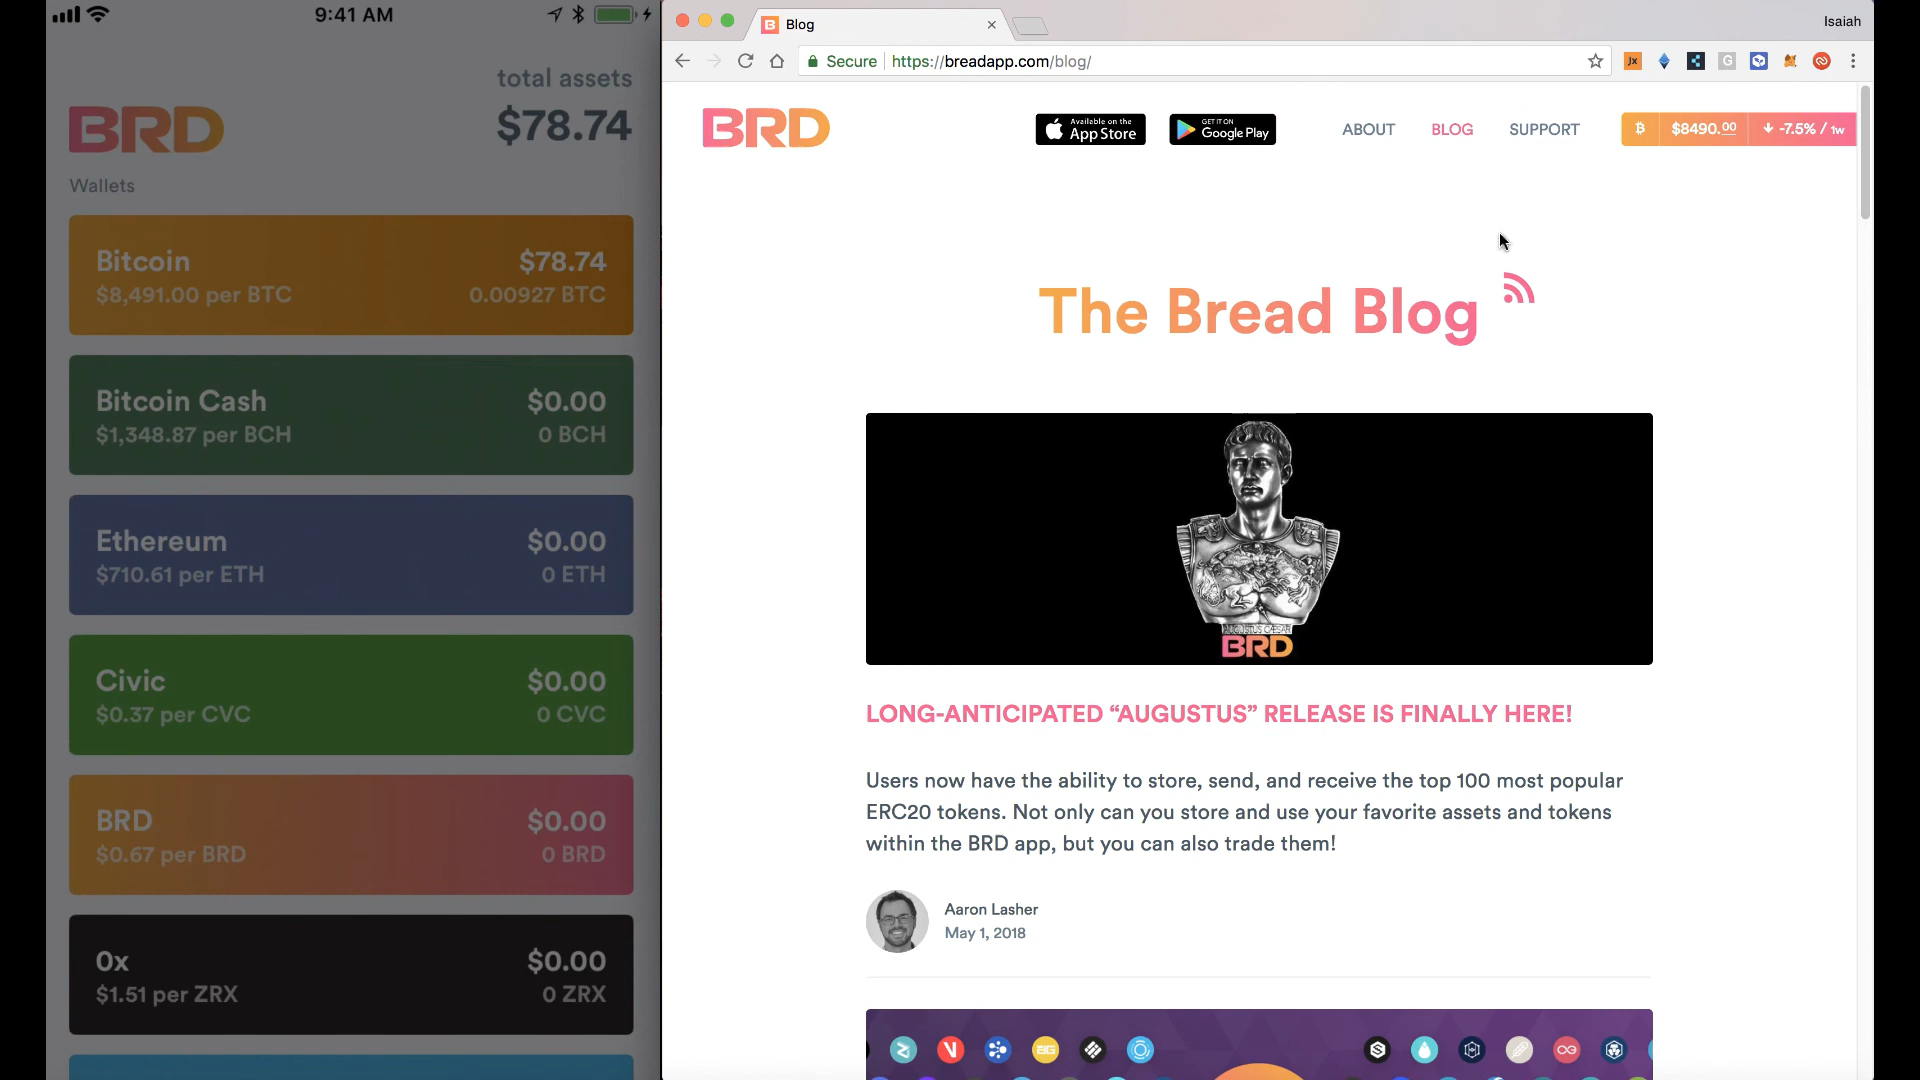 9:41 AM
total assets
$78.74
BRD
Wallets
Bitcoin
$78.74
$8,491.00 per BTC
0.00927 BTC
Bitcoin Cash
$0.00
$1,348.87 per BCH
0 BCH
Ethereum
$0.00
$710.61 per ETH
0 ETH
Civic
$0.00
$0.37 per CVC
0 CVC
BRD
$0.00
$0.67 per BRD
0 BRD
0x
$0.00
$1.51 per ZRX
0 ZRX
Blog
Isaiah
Secure
https://breadapp.com/blog/
BRD
Available on the
App Store
GET IT ON
Google Play
ABOUT
BLOG
SUPPORT
$8490.00
-7.5% / 1w
The Bread Blog
AUGUSTUS CAESAR
BRD
LONG-ANTICIPATED “AUGUSTUS” RELEASE IS FINALLY HERE!
Users now have the ability to store, send, and receive the top 100 most popular
ERC20 tokens. Not only can you store and use your favorite assets and tokens
within the BRD app, but you can also trade them!
Aaron Lasher
May 1, 2018